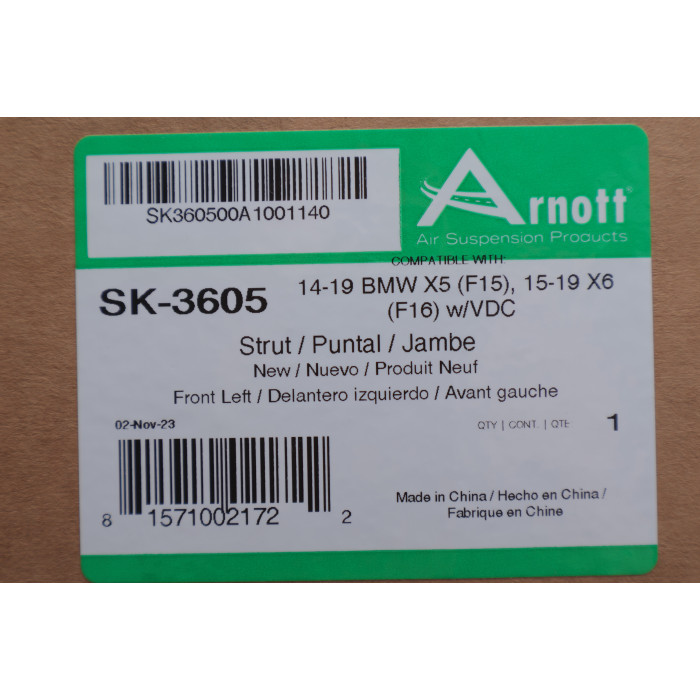 SK360500A1001140
Arnott
Air Suspension Products
COMPATIBLE WITH:
SK-3605
14-19 BMW X5 (F15), 15-19 X6
(F16) w/VDC
Strut / Puntal / Jambe
New / Nuevo / Produit Neuf
Front Left / Delantero izquierdo / Avant gauche
02-Nov-23
QTY | CONT. | QTE 1
8 1571002172 2
Made in China / Hecho en China /
Fabrique en Chine